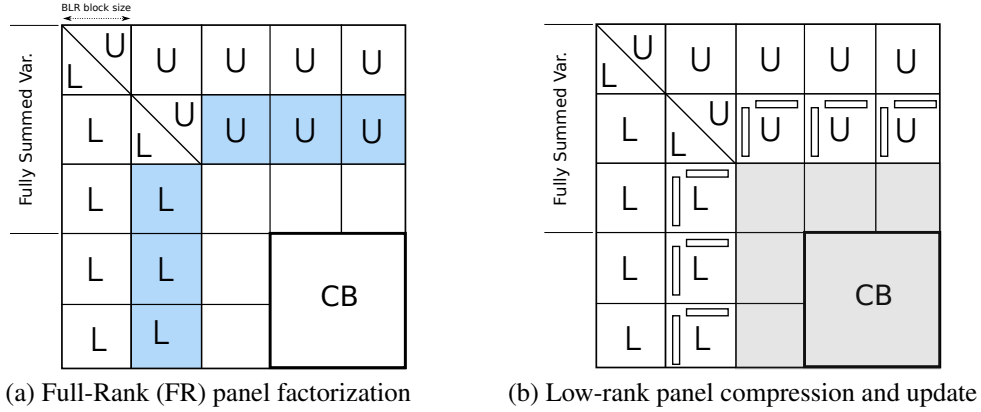 BLR block size
Fully Summed Var.
U
L
U
U
U
U
L
U
L
U
U
U
L
L
L
L
CB
L
L
(a) Full-Rank (FR) panel factorization
Fully Summed Var.
U
L
U
U
U
U
L
U
L
U
U
U
L
L
L
L
CB
L
L
(b) Low-rank panel compression and update